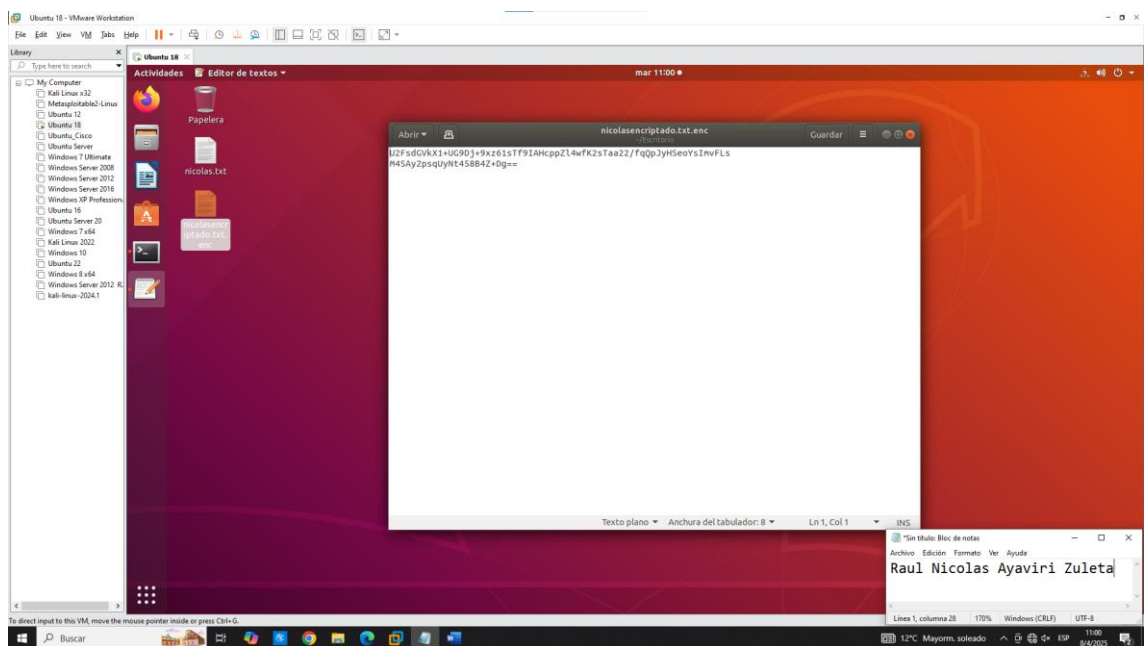 Ubuntu 18 - VMware Workstation
File Edit View VM Tabs Help
Library
Ubuntu 18
Type here to search
Actividades Editor de textos mar 11:00
My Computer
Kali Linux x32
Metasploitable2-Linux
Ubuntu 12
Ubuntu 18
Ubuntu_Cisco
Ubuntu Server
Windows 7 Ultimate
Windows Server 2008
Windows Server 2012
Windows Server 2016
Windows XP Profession
Ubuntu 16
Ubuntu Server 20
Windows 7 x64
Kali Linux 2022
Windows 10
Ubuntu 22
Windows 8 x64
Windows Server 2012 R
kali-linux-2024.1
Papelera
nicolas.txt
nicolasencr
iptado.txt.
enc
Abrir nicolasencriptado.txt.enc Guardar
~/Escritorio
U2FsdGVkX1+UG9Dj+9xz61sTf9IAHcppZl4wfK2sTaa22/fqQpJyHSeoYsImvFLs
M4SAy2psqUyNt458B4Z+Dg==
Texto plano Anchura del tabulador: 8 Ln 1, Col 1 INS
*Sin título: Bloc de notas
Archivo Edición Formato Ver Ayuda
Raul Nicolas Ayaviri Zuleta
Línea 1, columna 28 170% Windows (CRLF) UTF-8
To direct input to this VM, move the mouse pointer inside or press Ctrl+G.
Buscar
12°C Mayorm. soleado ESP 11:00
8/4/2025